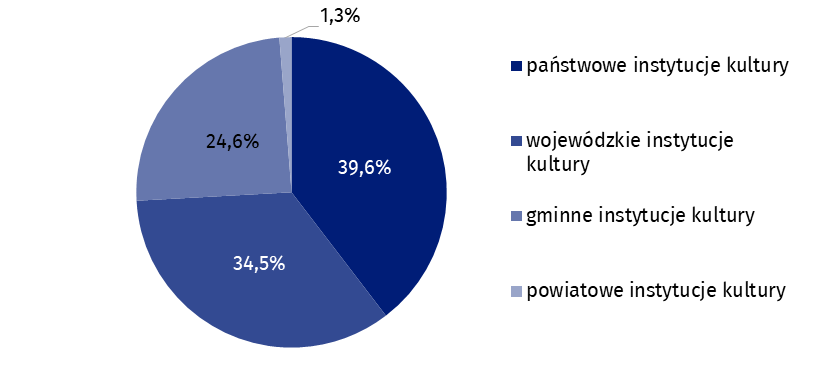 1,3%
24,6%
39,6%
34,5%
państwowe instytucje kultury
wojewódzkie instytucje
kultury
gminne instytucje kultury
powiatowe instytucje kultury